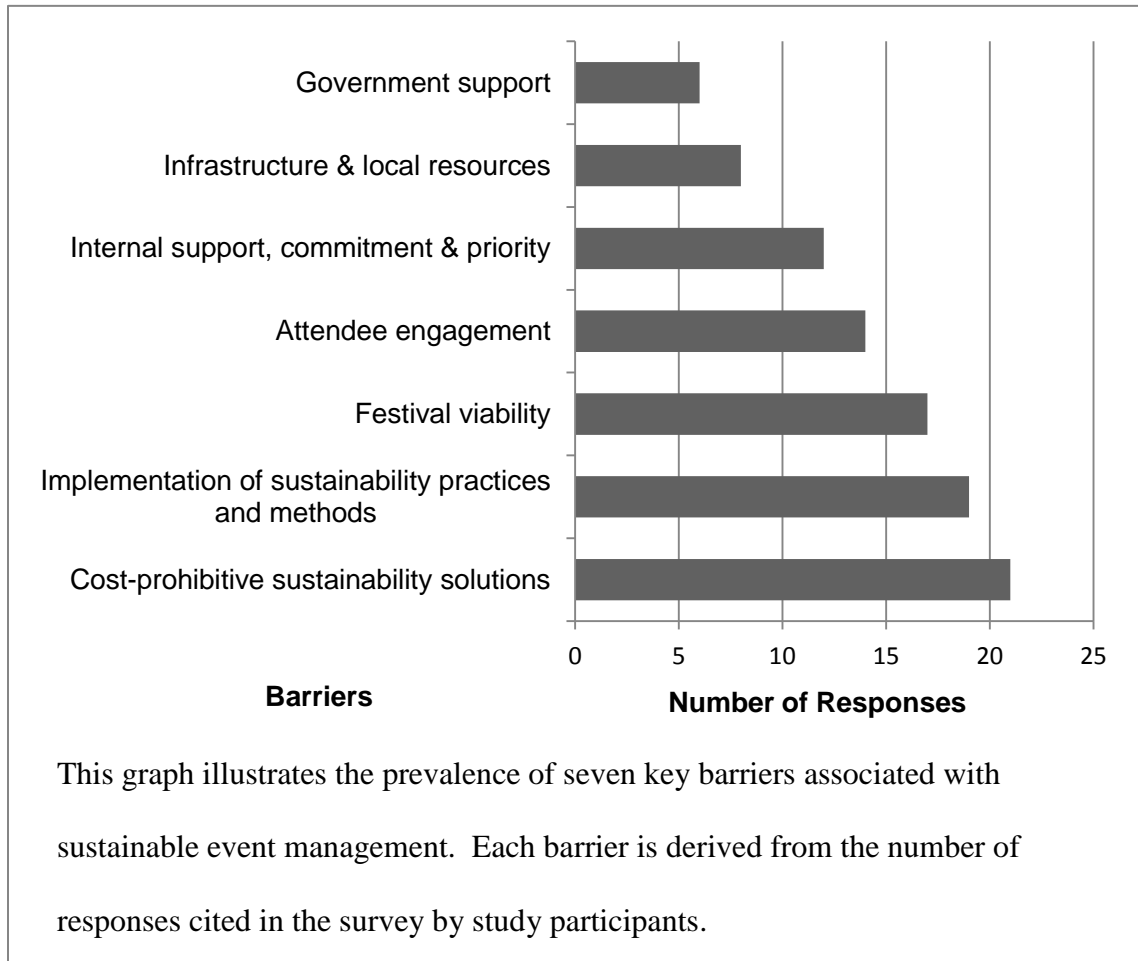 Government support
Infrastructure & local resources
Internal support, commitment & priority
Attendee engagement
Festival viability
Implementation of sustainability practices
and methods
Cost-prohibitive sustainability solutions
0 5 10 15 20 25
Barriers
Number of Responses
This graph illustrates the prevalence of seven key barriers associated with
sustainable event management.  Each barrier is derived from the number of
responses cited in the survey by study participants.